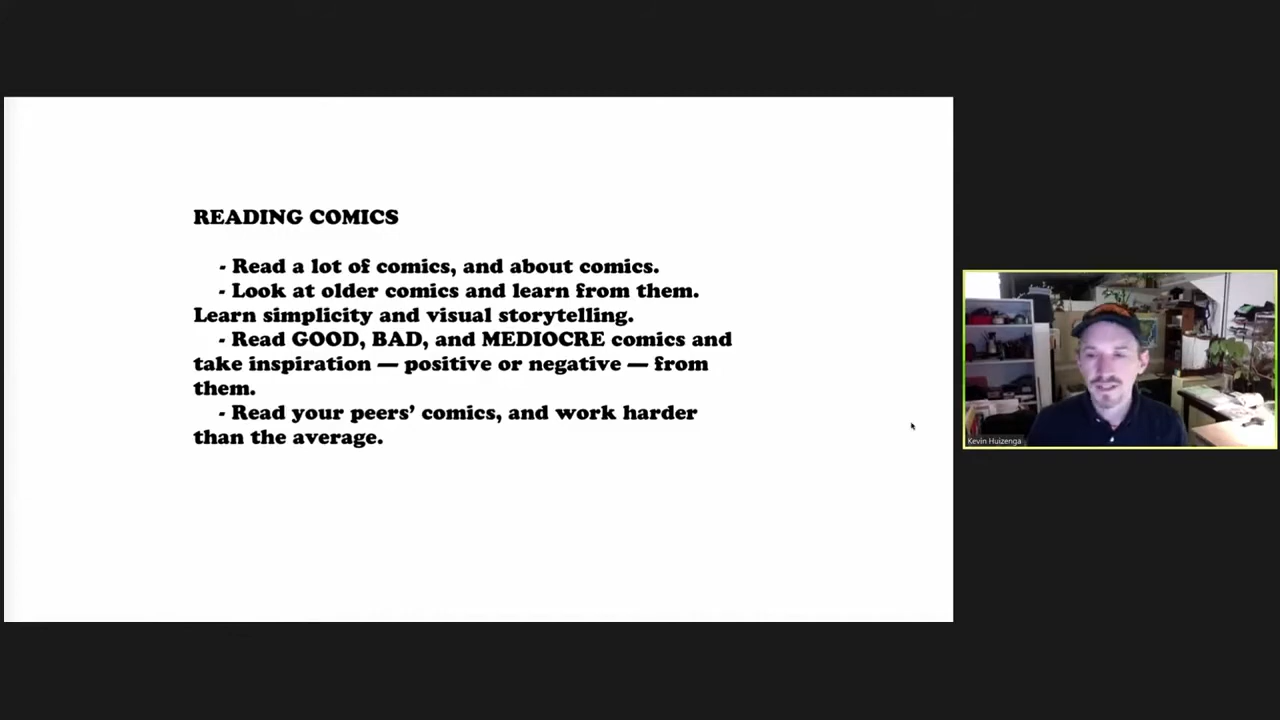 READING COMICS
- Read a lot of comics, and about comics.
- Look at older comics and learn from them.
Learn simplicity and visual storytelling.
- Read GOOD, BAD, and MEDIOCRE comics and
take inspiration — positive or negative — from
them.
- Read your peers’ comics, and work harder
than the average.
Kevin Huizenga